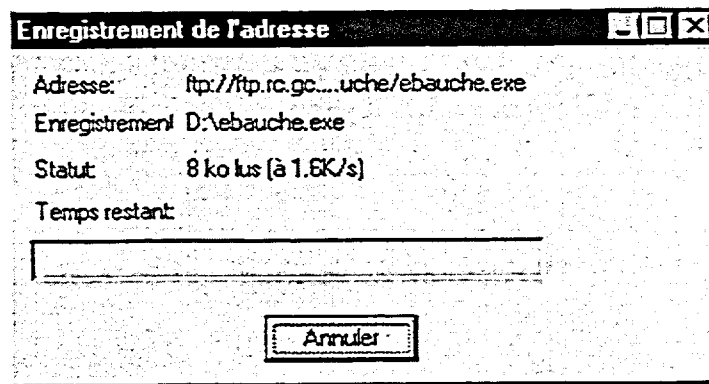 Enregistrement de l'adresse
Adresse: ftp://ftp.rc.gc....uche/ebauche.exe
Enregistrement D:\ebauche.exe
Statut: 8 ko lus (à 1.6K/s)
Temps restant:
Annuler